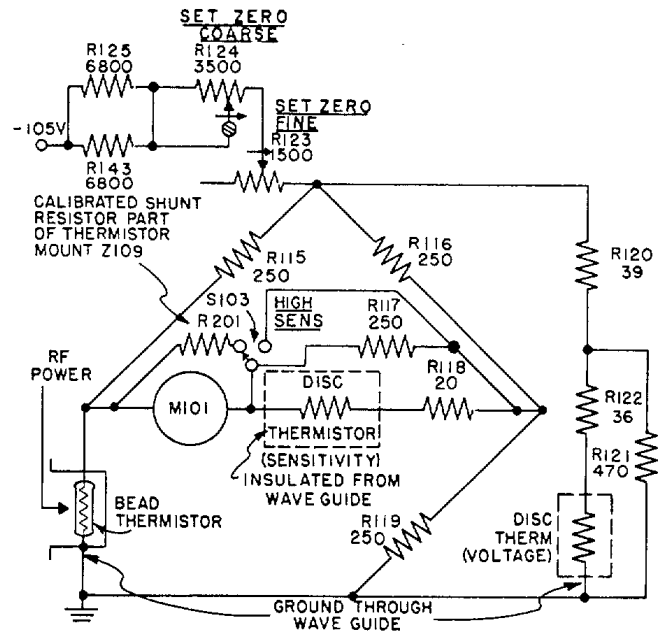 SET ZERO
COARSE
R125
6800
R124
3500
-105V
SET ZERO
FINE
R123
1500
R143
6800
CALIBRATED SHUNT
RESISTOR PART
OF THERMISTOR
MOUNT Z109
R115
250
R116
250
R120
39
S103
HIGH
SENS
R201
R117
250
RF
POWER
M101
DISC
THERMISTOR
R118
20
R122
36
R121
470
(SENSITIVITY)
INSULATED FROM
WAVE GUIDE
BEAD
THERMISTOR
R119
250
DISC
THERM
(VOLTAGE)
GROUND THROUGH
WAVE GUIDE